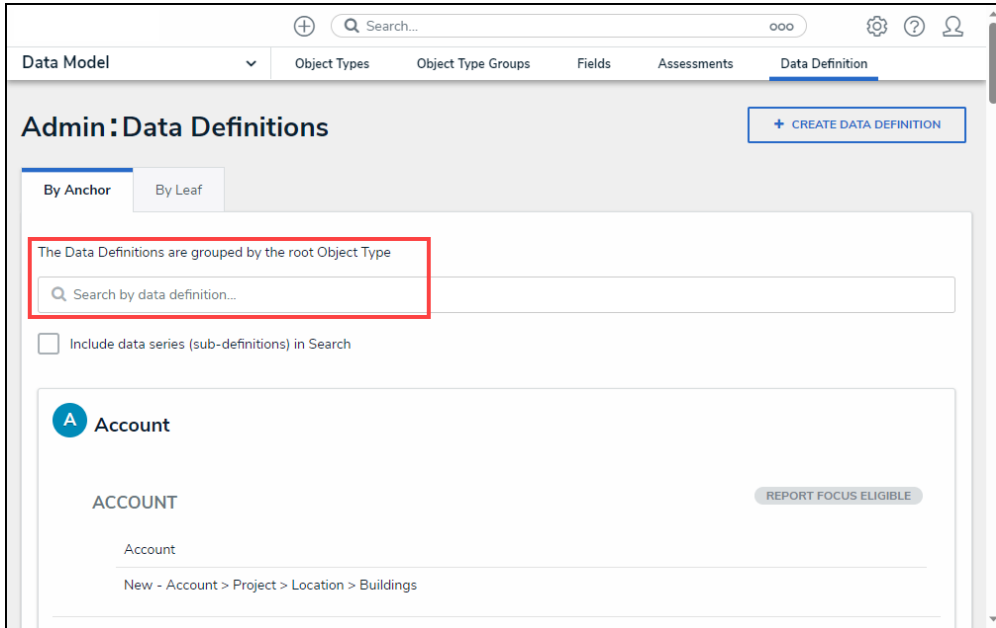 Search...
ooo
Data Model
Object Types
Object Type Groups
Fields
Assessments
Data Definition
Admin:Data Definitions
+ CREATE DATA DEFINITION
By Anchor
By Leaf
The Data Definitions are grouped by the root Object Type
Search by data definition...
Include data series (sub-definitions) in Search
A
Account
ACCOUNT
REPORT FOCUS ELIGIBLE
Account
New - Account > Project > Location > Buildings